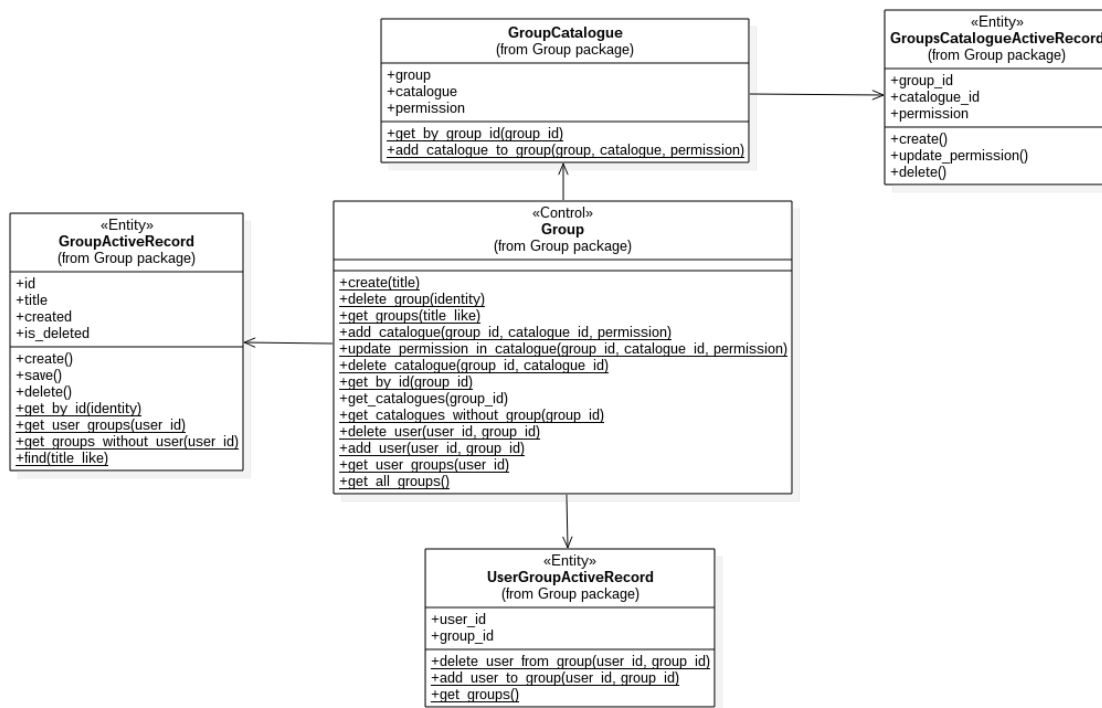 GroupCatalogue
(from Group package)
+group
+catalogue
+permission
+get_by_group_id(group_id)
+add_catalogue_to_group(group, catalogue, permission)
«Entity»
GroupsCatalogueActiveRecord
(from Group package)
+group_id
+catalogue_id
+permission
+create()
+update_permission()
+delete()
«Entity»
GroupActiveRecord
(from Group package)
+id
+title
+created
+is_deleted
+create()
+save()
+delete()
+get_by_id(identity)
+get_user_groups(user_id)
+get_groups_without_user(user_id)
+find(title_like)
«Control»
Group
(from Group package)
+create(title)
+delete_group(identity)
+get_groups(title_like)
+add_catalogue(group_id, catalogue_id, permission)
+update_permission_in_catalogue(group_id, catalogue_id, permission)
+delete_catalogue(group_id, catalogue_id)
+get_by_id(group_id)
+get_catalogues(group_id)
+get_catalogues_without_group(group_id)
+delete_user(user_id, group_id)
+add_user(user_id, group_id)
+get_user_groups(user_id)
+get_all_groups()
«Entity»
UserGroupActiveRecord
(from Group package)
+user_id
+group_id
+delete_user_from_group(user_id, group_id)
+add_user_to_group(user_id, group_id)
+get_groups()